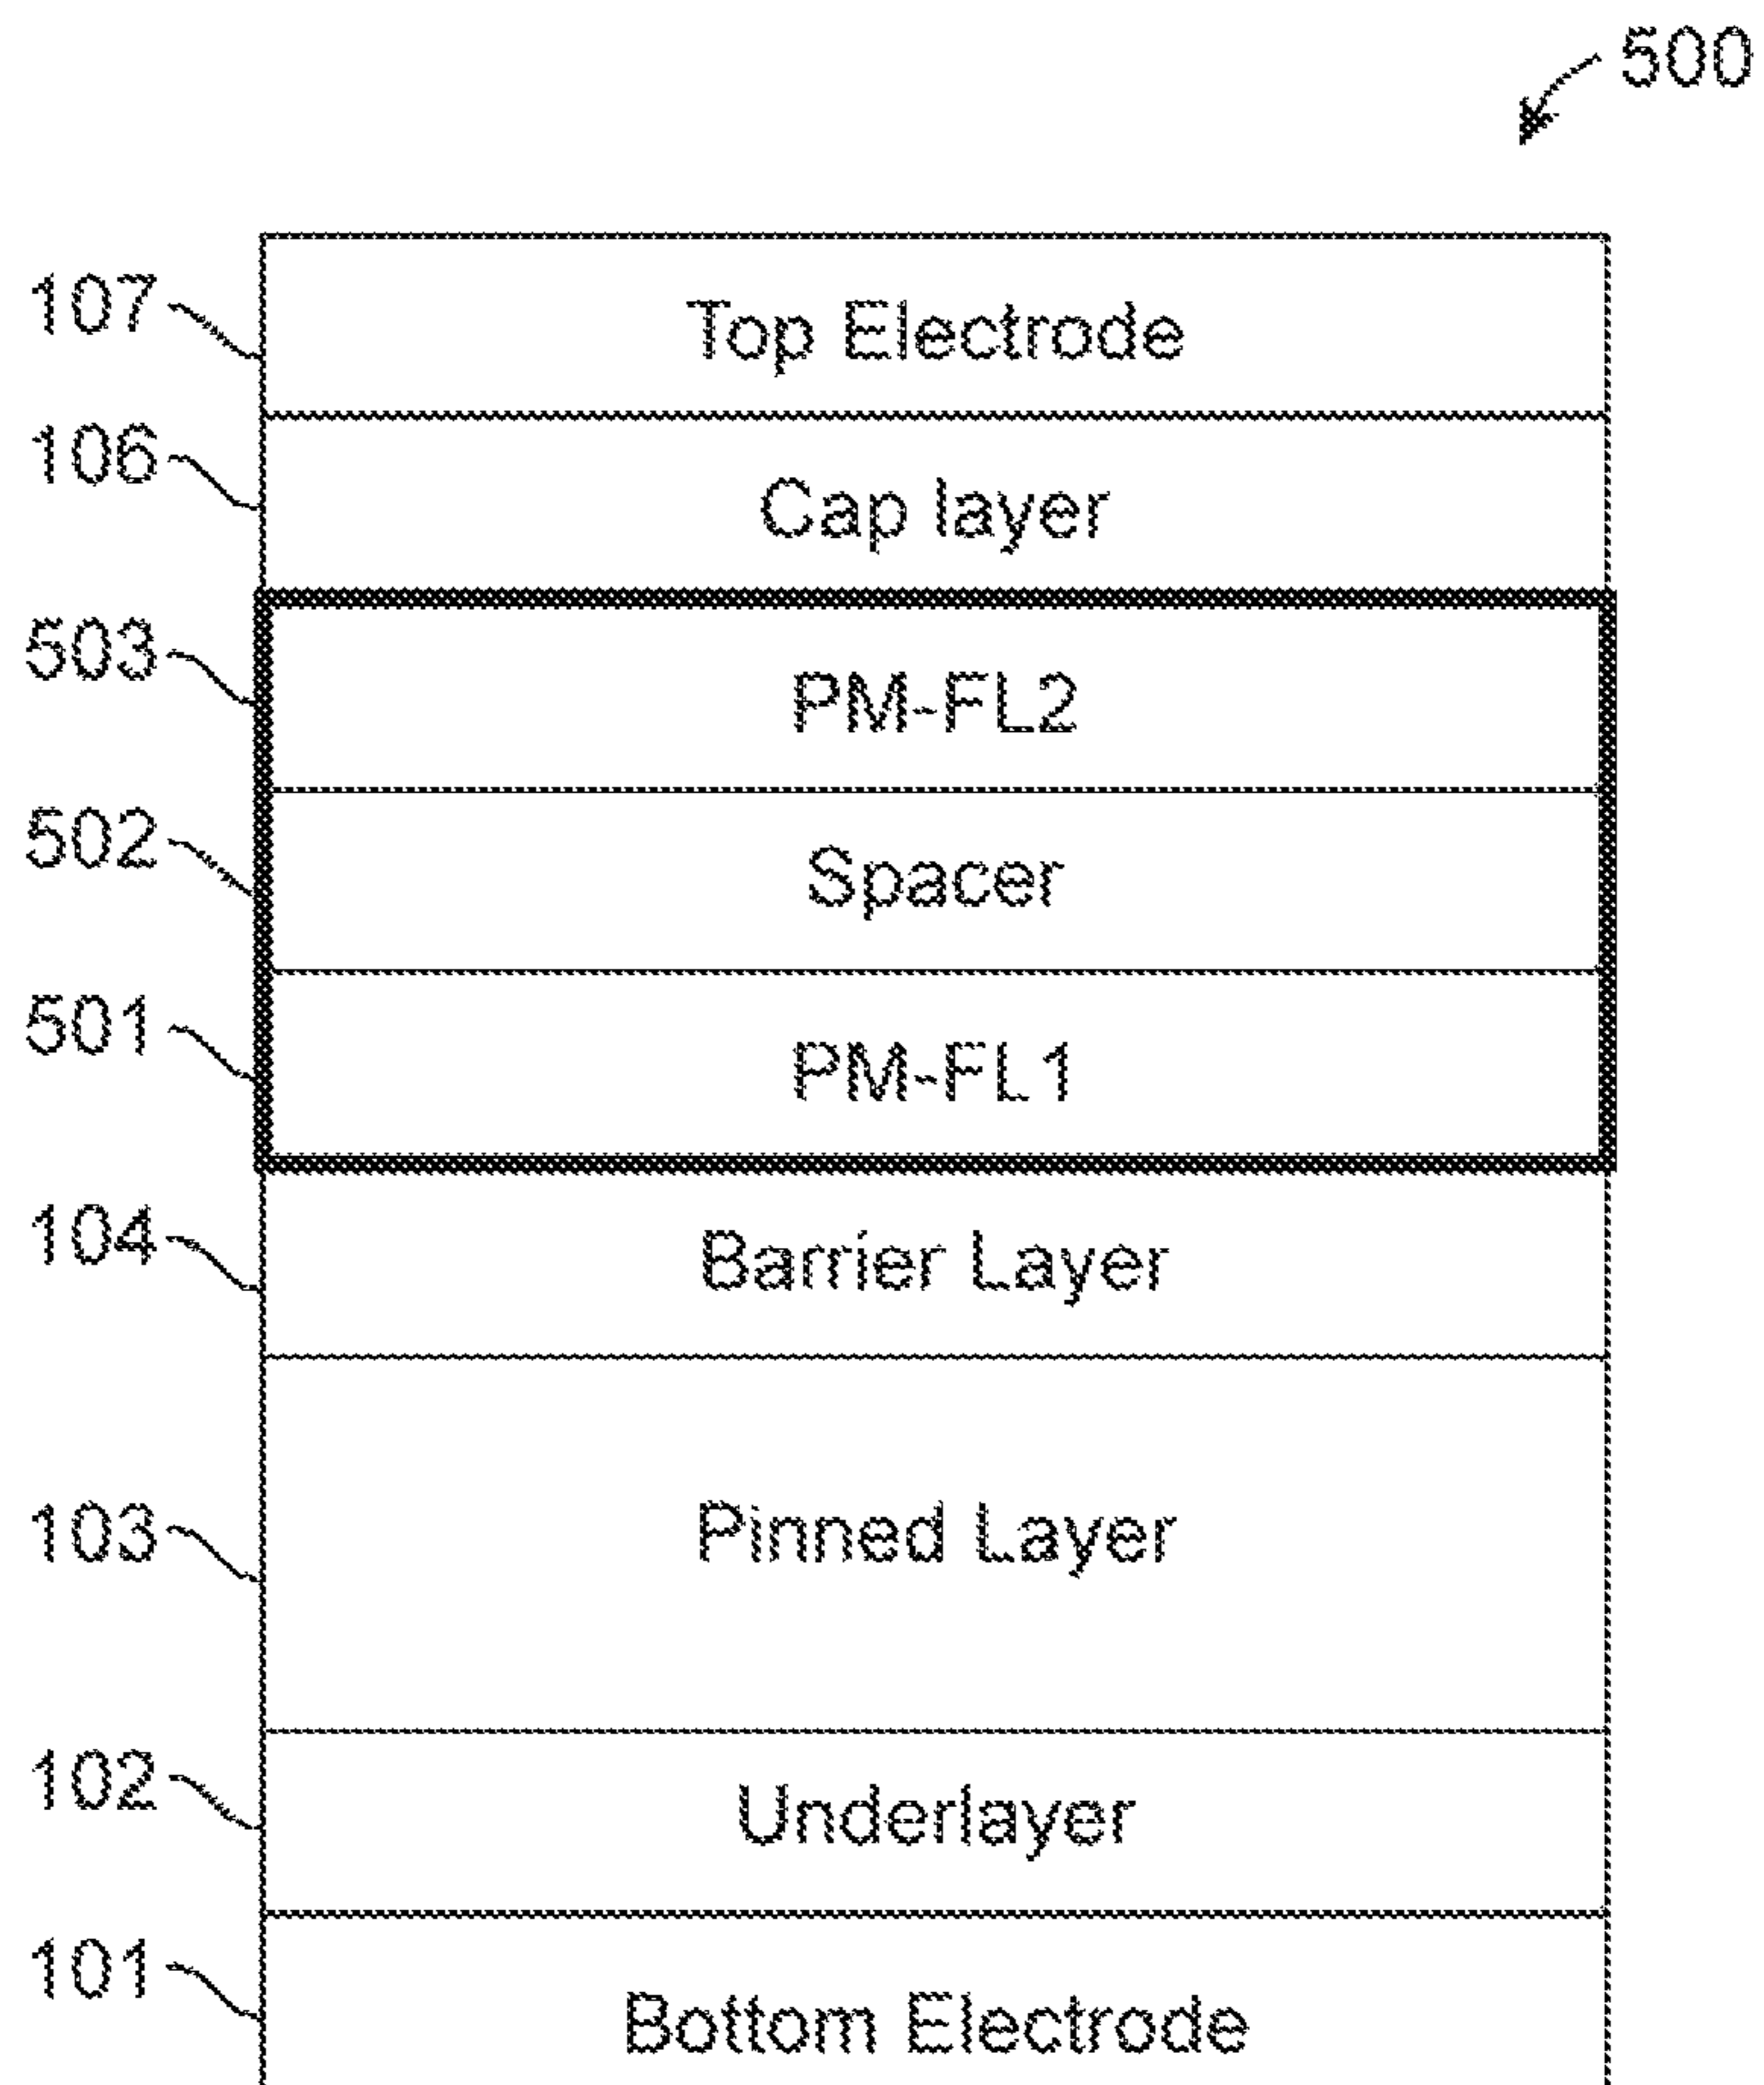 500
107 Top Electrode
106 Cap layer
503 PM-FL2
502 Spacer
501 PM-FL1
104 Barrier Layer
103 Pinned Layer
102 Underlayer
101 Bottom Electrode